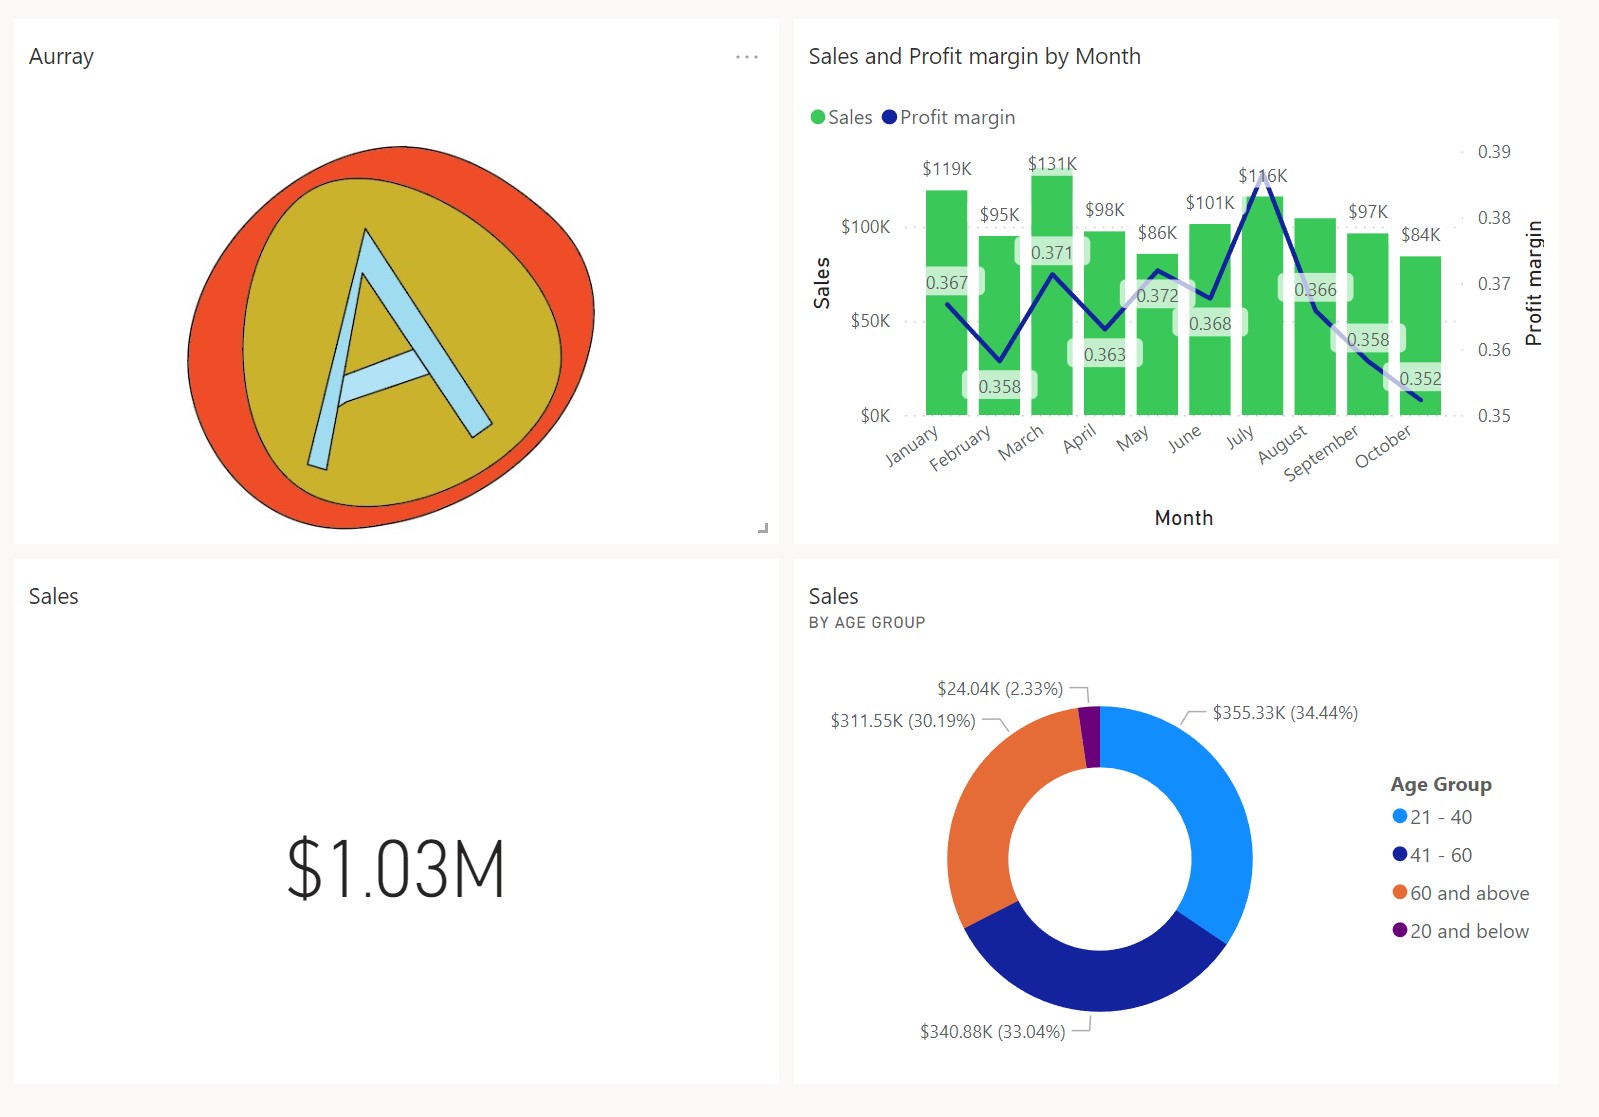 Aurray
Sales and Profit margin by Month
Sales Profit margin
$119K
$95K
$131K
$98K
$86K
$101K
$116K
$97K
$84K
0.367
0.358
0.371
0.363
0.372
0.368
0.366
0.358
0.352
$100K
$50K
$0K
Sales
0.39
0.38
0.37
0.36
0.35
Profit margin
January
February
March
April
May
June
July
August
September
October
Month
Sales
$1.03M
Sales
BY AGE GROUP
$24.04K (2.33%)
$311.55K (30.19%)
$355.33K (34.44%)
$340.88K (33.04%)
Age Group
21 - 40
41 - 60
60 and above
20 and below
A